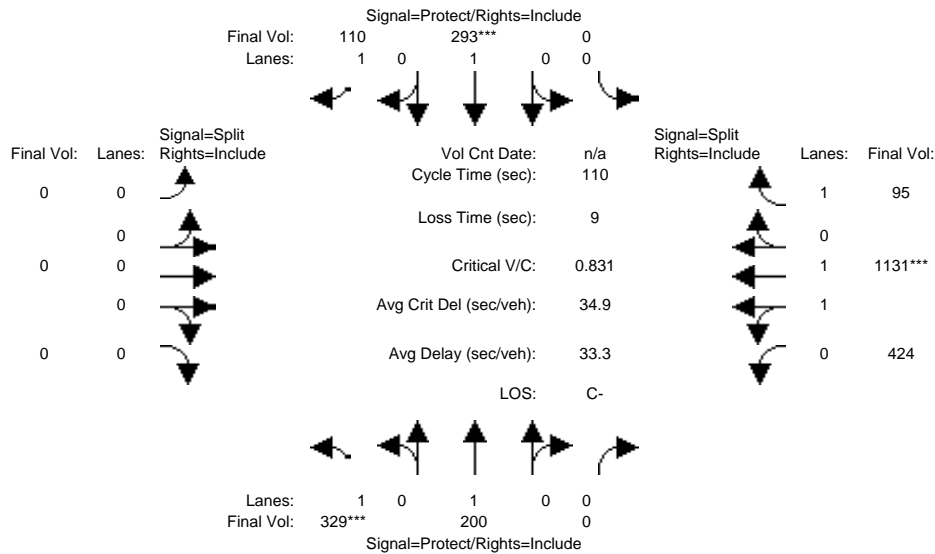 Signal=Protect/Rights=Include
Final Vol: 110 293*** 0
Lanes: 1 0 1 0 0
Signal=Split
Final Vol: Lanes: Rights=Include
Vol Cnt Date: n/a
Signal=Split
Rights=Include Lanes: Final Vol:
Cycle Time (sec): 110
0 0 1 95
Loss Time (sec): 9
0 0
0 0 Critical V/C: 0.831 1 1131***
0 Avg Crit Del (sec/veh): 34.9 1
0 0 Avg Delay (sec/veh): 33.3 0 424
LOS: C-
Lanes: 1 0 1 0 0
Final Vol: 329*** 200 0
Signal=Protect/Rights=Include